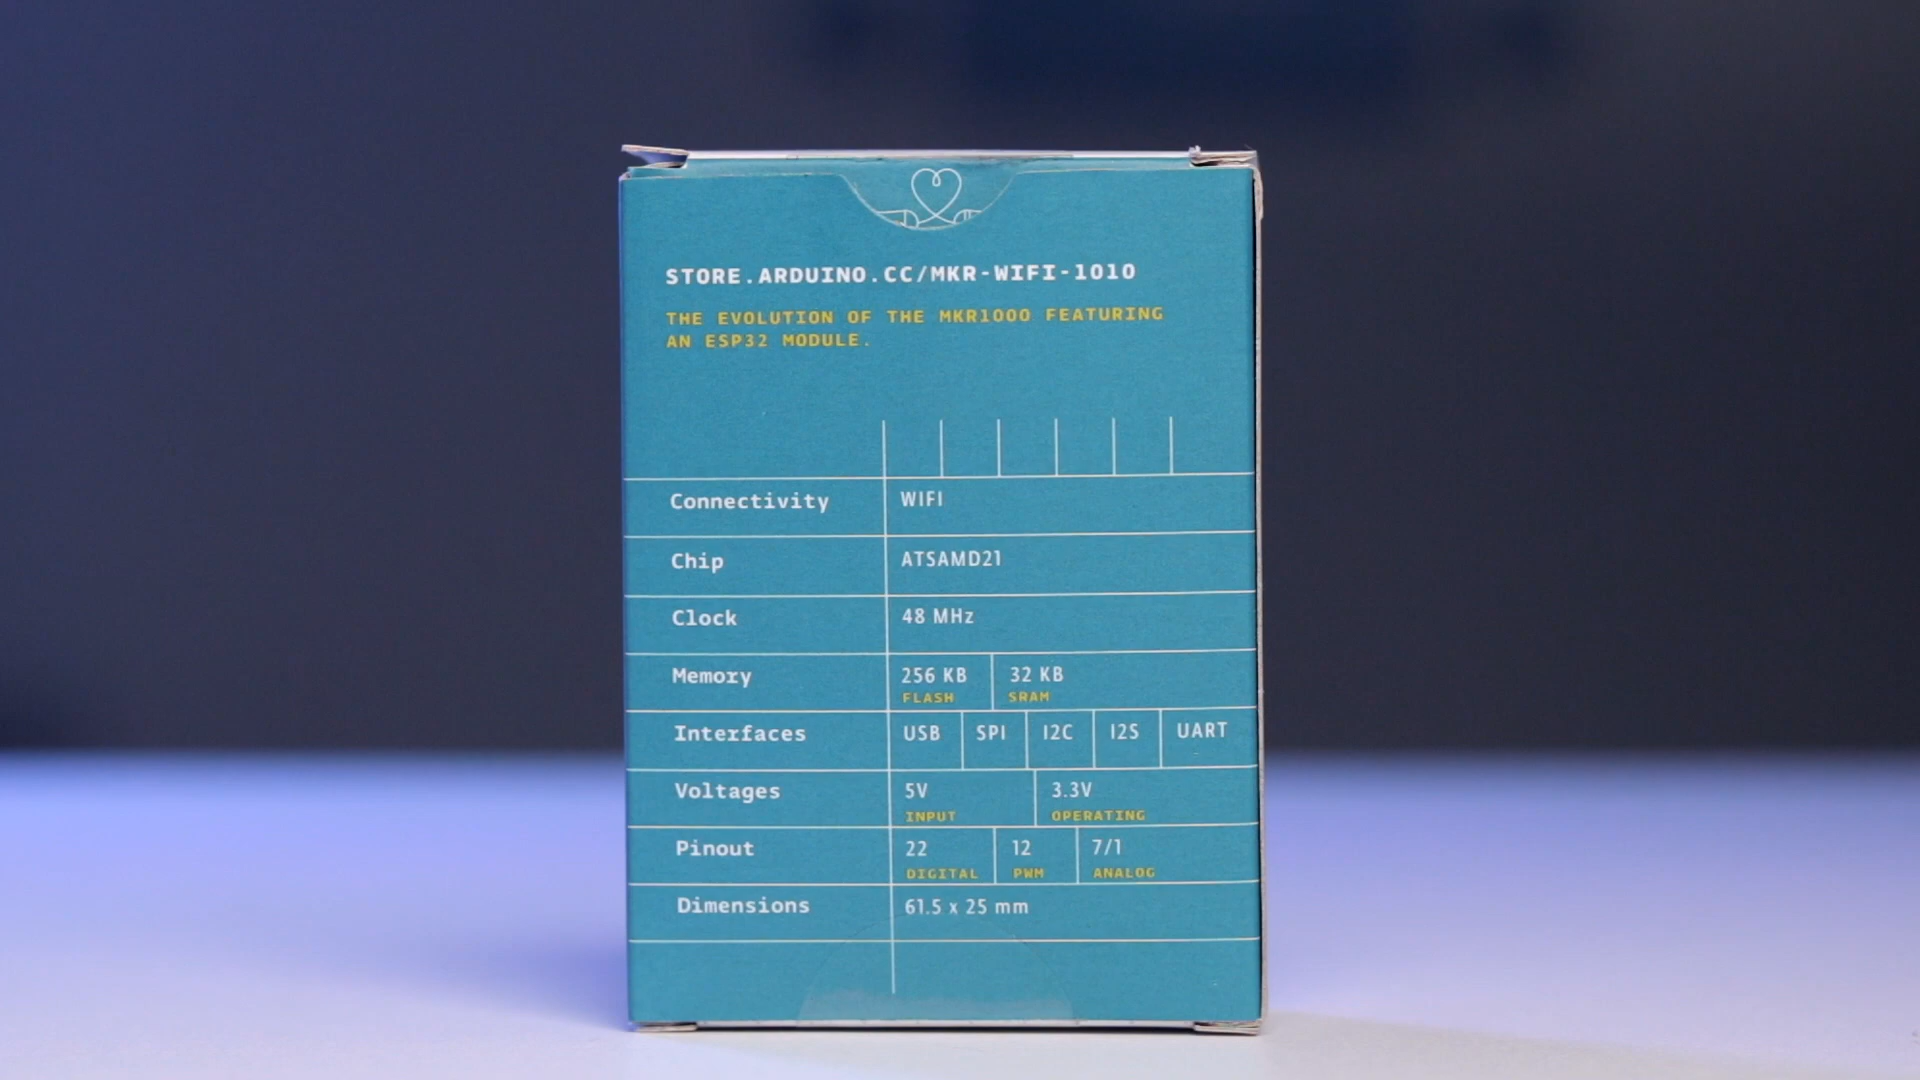 STORE.ARDUINO.CC/MKR-WIFI-1010
THE EVOLUTION OF THE MKR1000 FEATURING
AN ESP32 MODULE.
Connectivity WIFI
Chip ATSAMD21
Clock 48 MHz
Memory 256 KB 32 KB
FLASH SRAM
Interfaces USB SPI I2C I2S UART
Voltages 5V 3.3V
INPUT OPERATING
Pinout 22 12 7/1
DIGITAL PWM ANALOG
Dimensions 61.5 x 25 mm